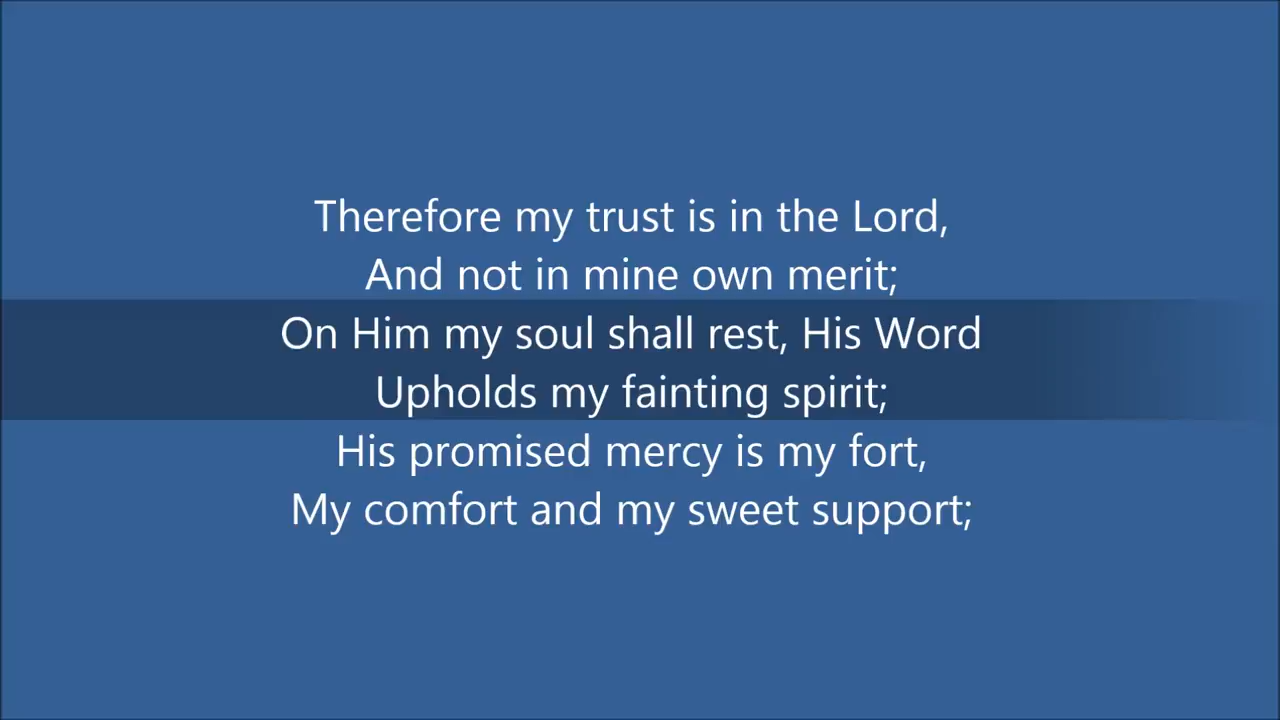 Therefore my trust is in the Lord,
And not in mine own merit;
On Him my soul shall rest, His Word
Upholds my fainting spirit;
His promised mercy is my fort,
My comfort and my sweet support;